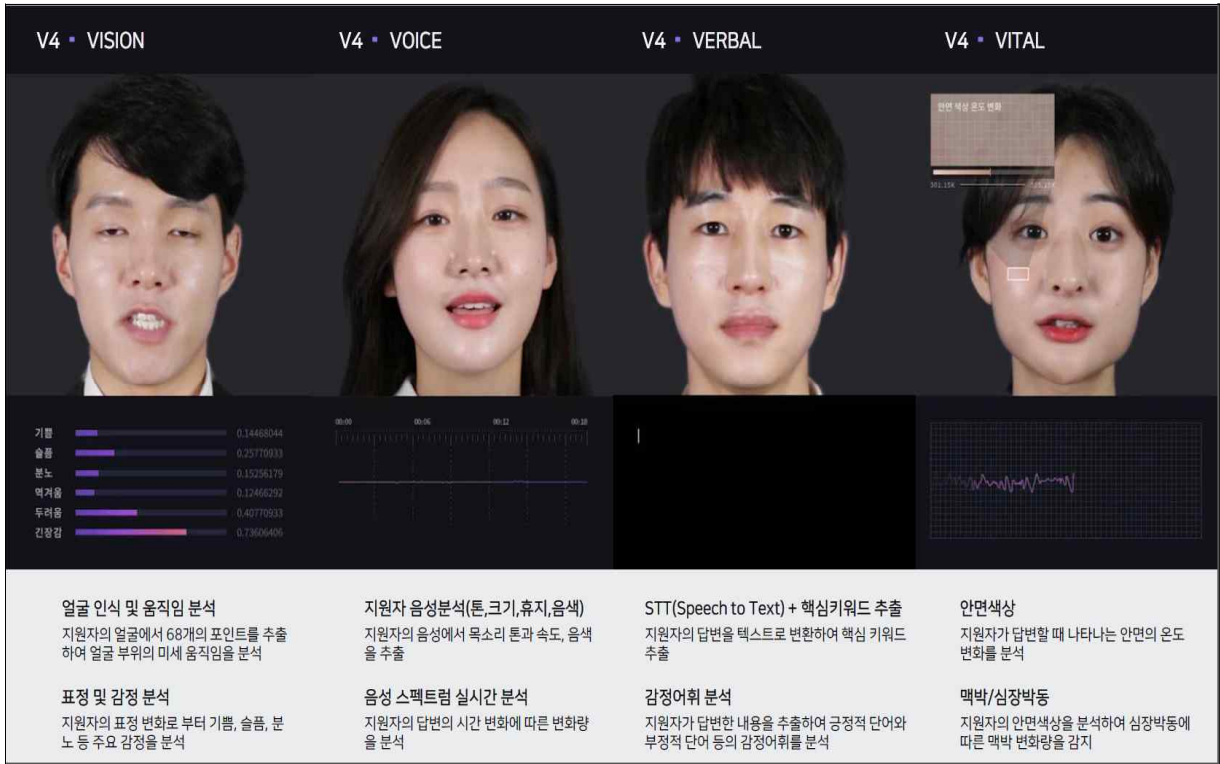 V4 ▪ VISION
V4 ▪ VOICE
V4 ▪ VERBAL
V4 ▪ VITAL
안면 색상 온도 변화
301.15K
기쁨 0.14468044
슬픔 0.25770933
분노 0.15256179
역겨움 0.12466292
두려움 0.40770933
긴장감 0.73606406
00:00 00:06 00:12 00:18
얼굴 인식 및 움직임 분석
지원자의 얼굴에서 68개의 포인트를 추출
하여 얼굴 부위의 미세 움직임을 분석
표정 및 감정 분석
지원자의 표정 변화로 부터 기쁨, 슬픔, 분
노 등 주요 감정을 분석
지원자 음성분석(톤,크기,휴지,음색)
지원자의 음성에서 목소리 톤과 속도, 음색
을 추출
음성 스펙트럼 실시간 분석
지원자의 답변의 시간 변화에 따른 변화량
을 분석
STT(Speech to Text) + 핵심키워드 추출
지원자의 답변을 텍스트로 변환하여 핵심 키워드
추출
감정어휘 분석
지원자가 답변한 내용을 추출하여 긍정적 단어와
부정적 단어 등의 감정어휘를 분석
안면색상
지원자가 답변할 때 나타나는 안면의 온도
변화를 분석
맥박/심장박동
지원자의 안면색상을 분석하여 심장박동에
따른 맥박 변화량을 감지